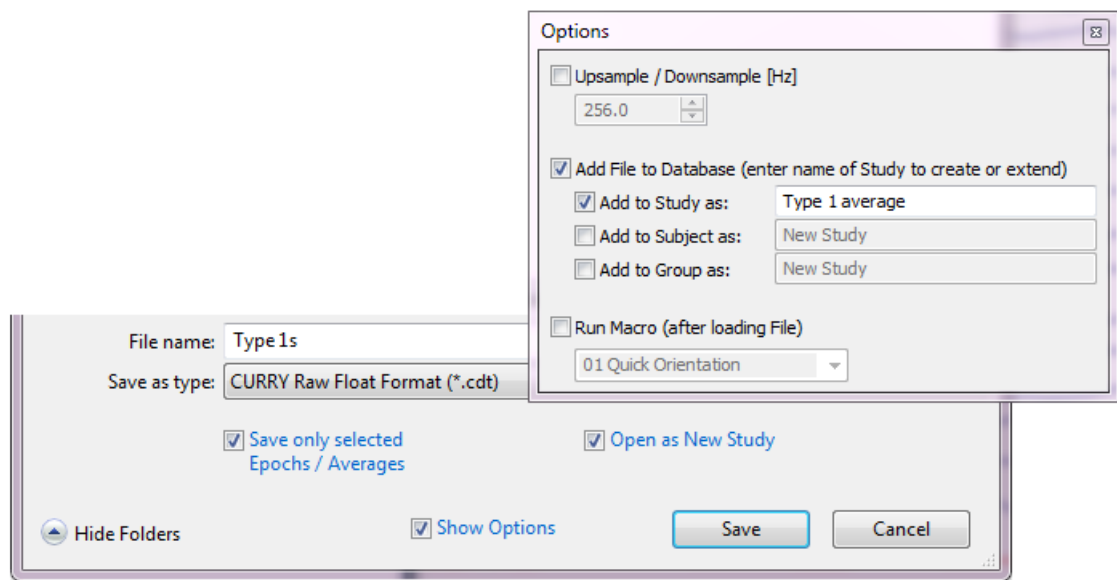 Options
Upsample / Downsample [Hz]
256.0
Add File to Database (enter name of Study to create or extend)
Add to Study as: Type 1 average
Add to Subject as: New Study
Add to Group as: New Study
Run Macro (after loading File)
01 Quick Orientation
File name: Type 1s
Save as type: CURRY Raw Float Format (*.cdt)
Save only selected Open as New Study
Epochs / Averages
Hide Folders Show Options Save Cancel